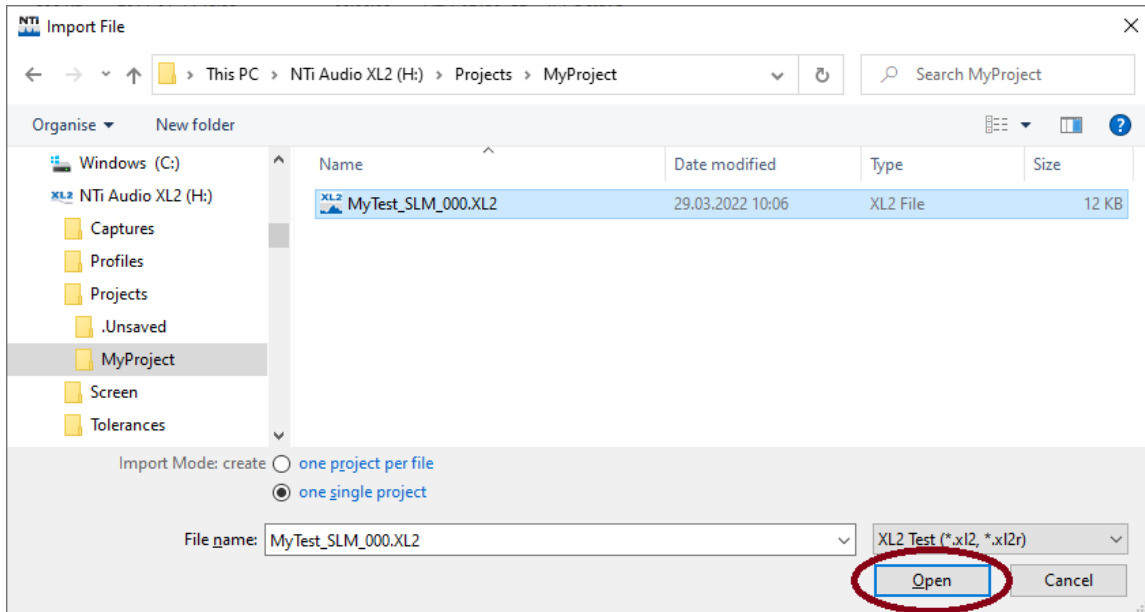 NTi Import File
This PC > NTi Audio XL2 (H:) > Projects > MyProject
Search MyProject
Organise
New folder
?
Windows (C:)
XL2 NTi Audio XL2 (H:)
Captures
Profiles
Projects
.Unsaved
MyProject
Screen
Tolerances
Name Date modified Type Size
XL2 MyTest_SLM_000.XL2 29.03.2022 10:06 XL2 File 12 KB
Import Mode: create one project per file
one single project
File name: MyTest_SLM_000.XL2 XL2 Test (*.xl2, *.xl2r)
Open Cancel